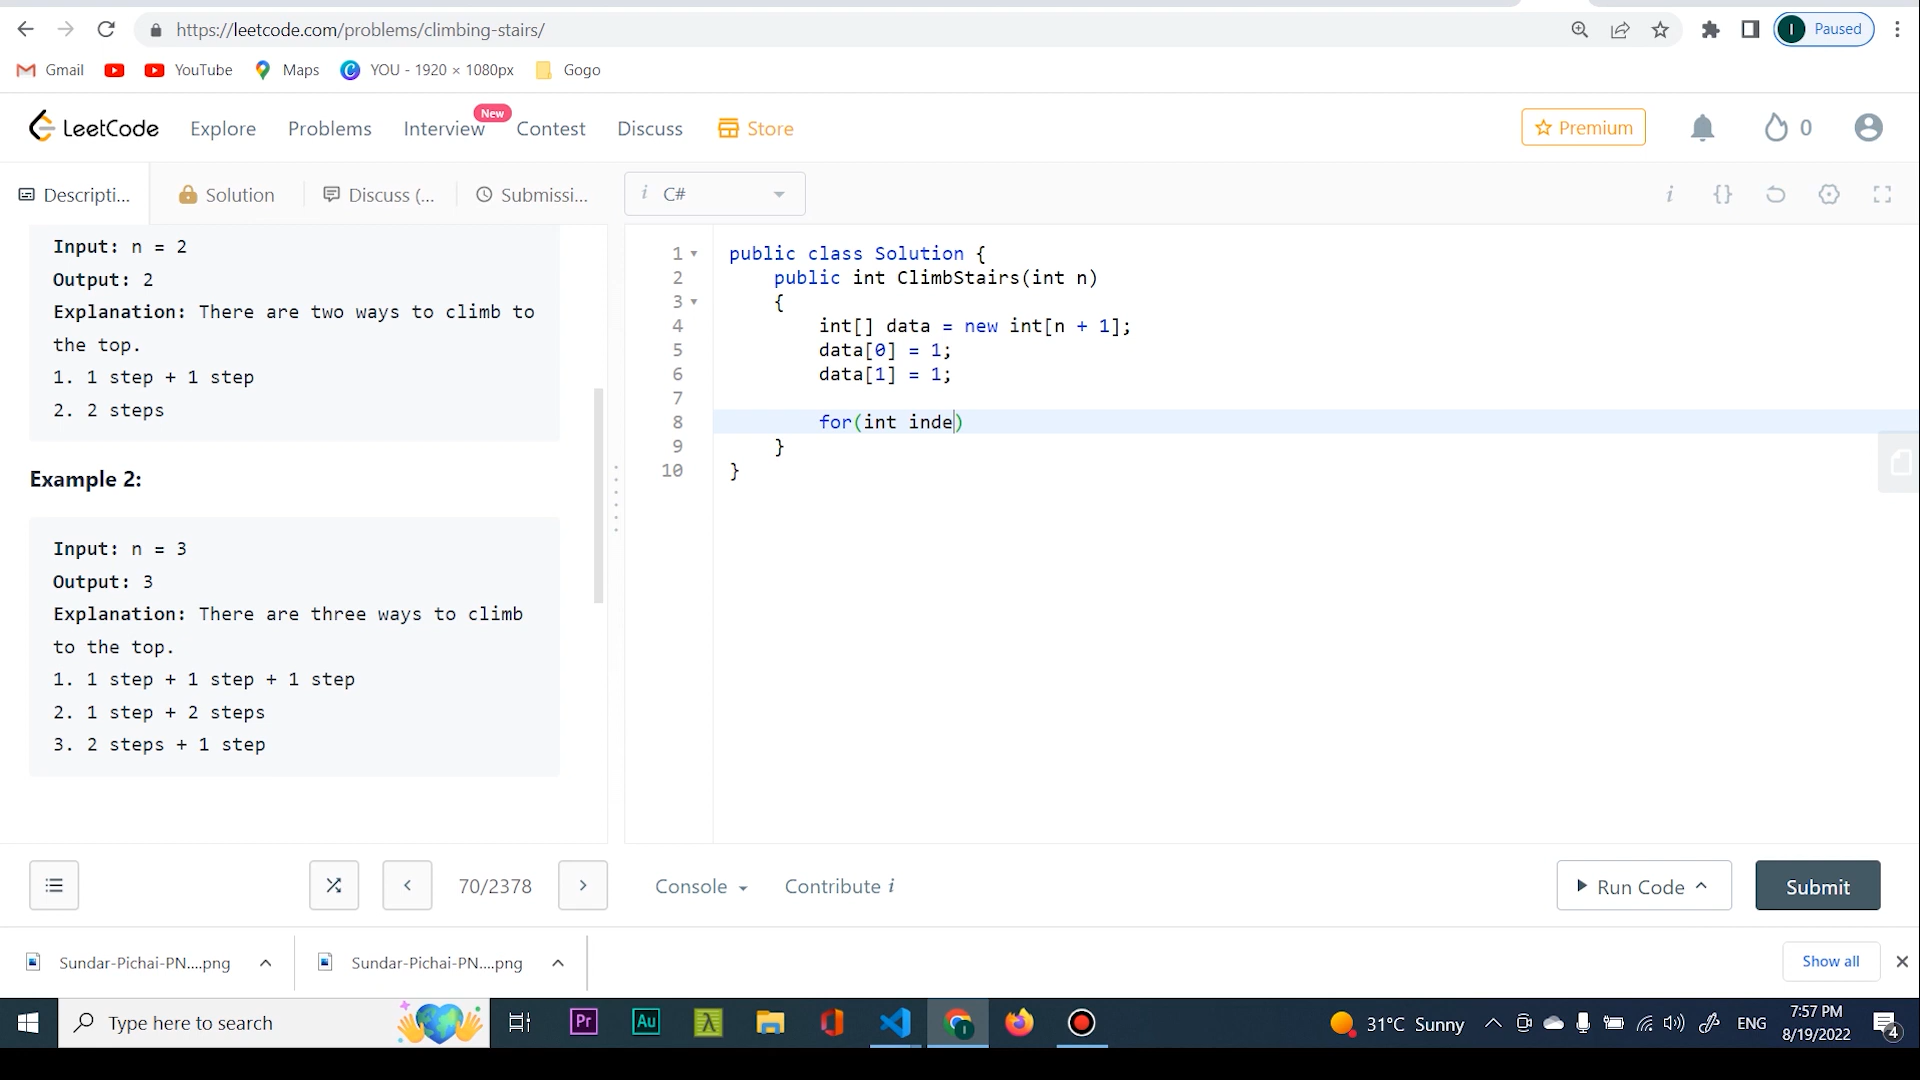 https://leetcode.com/problems/climbing-stairs/
Paused
Gmail
YouTube
Maps
YOU - 1920 × 1080px
Gogo
LeetCode
Explore
Problems
Interview
New
Contest
Discuss
Store
Premium
0
Descripti...
Solution
Discuss (...
Submissi...
i C#
i {}
Input: n = 2
Output: 2
Explanation: There are two ways to climb to
the top.
1. 1 step + 1 step
2. 2 steps
Example 2:
Input: n = 3
Output: 3
Explanation: There are three ways to climb
to the top.
1. 1 step + 1 step + 1 step
2. 1 step + 2 steps
3. 2 steps + 1 step
1 public class Solution {
2 public int ClimbStairs(int n)
3 {
4 int[] data = new int[n + 1];
5 data[0] = 1;
6 data[1] = 1;
7
8 for(int inde)
9 }
10 }
70/2378
Console
Contribute i
Run Code
Submit
Sundar-Pichai-PN....png
Sundar-Pichai-PN....png
Show all
Type here to search
Pr
Au
31°C Sunny
ENG
7:57 PM
8/19/2022
4